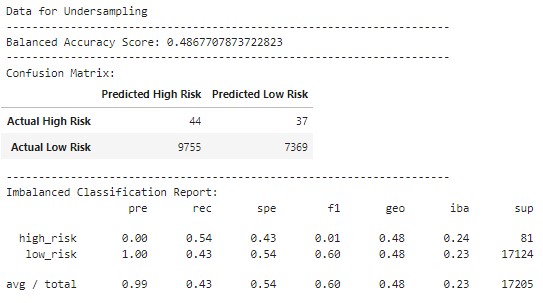 Data for Undersampling
---------------------------------------------------------------------
Balanced Accuracy Score: 0.4867707873722823
---------------------------------------------------------------------
Confusion Matrix:
Predicted High Risk Predicted Low Risk
Actual High Risk 44 37
Actual Low Risk 9755 7369
---------------------------------------------------------------------
Imbalanced Classification Report:
pre rec spe f1 geo iba sup
high_risk 0.00 0.54 0.43 0.01 0.48 0.24 81
low_risk 1.00 0.43 0.54 0.60 0.48 0.23 17124
avg / total 0.99 0.43 0.54 0.60 0.48 0.23 17205